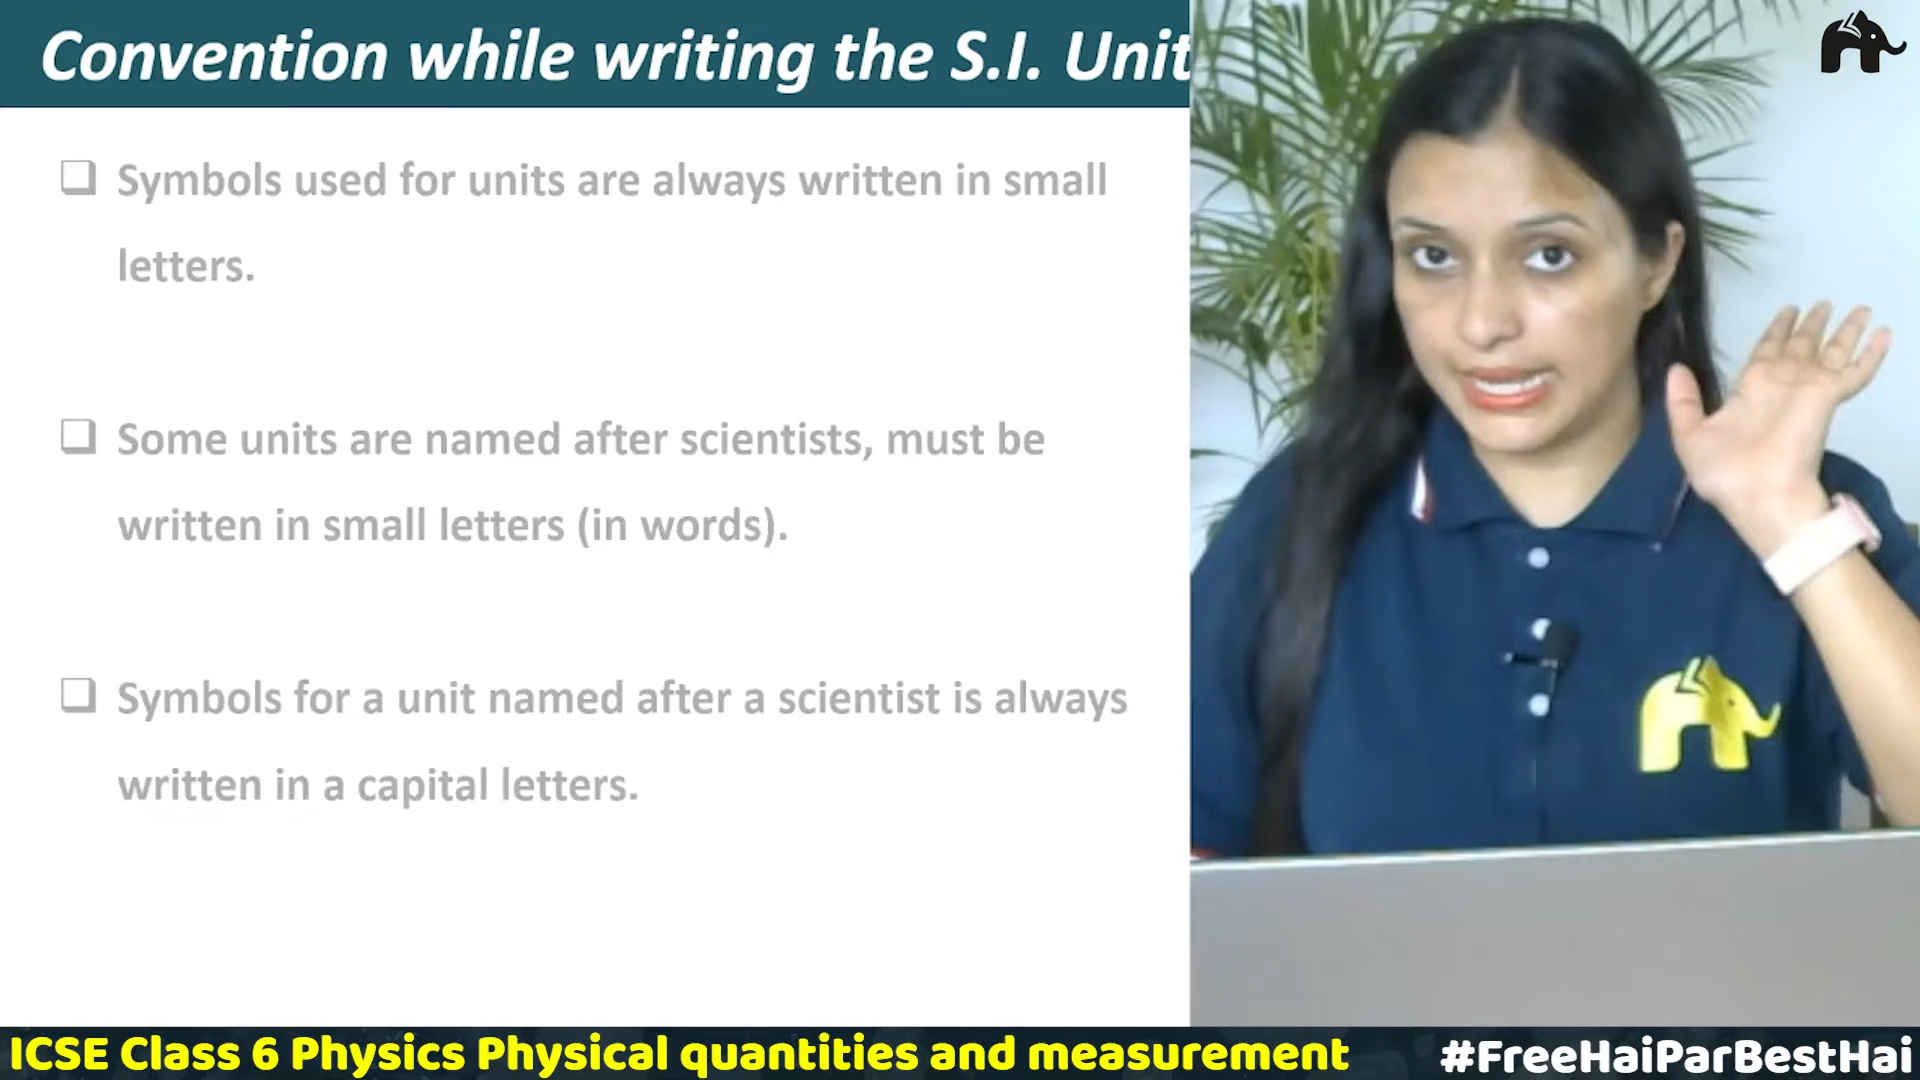 Convention while writing the S.I. Unit
Symbols used for units are always written in small
letters.
Some units are named after scientists, must be
written in small letters (in words).
Symbols for a unit named after a scientist is always
written in a capital letters.
ICSE Class 6 Physics Physical quantities and measurement
#FreeHaiParBestHai